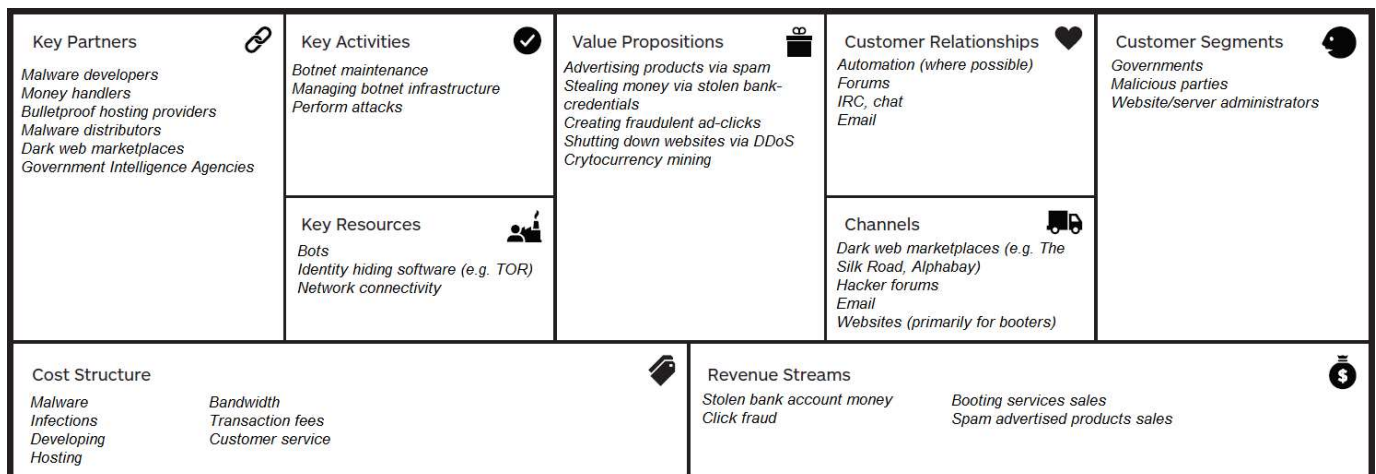 Key Partners
Malware developers
Money handlers
Bulletproof hosting providers
Malware distributors
Dark web marketplaces
Government Intelligence Agencies
Key Activities
Botnet maintenance
Managing botnet infrastructure
Perform attacks
Key Resources
Bots
Identity hiding software (e.g. TOR)
Network connectivity
Value Propositions
Advertising products via spam
Stealing money via stolen bank-
credentials
Creating fraudulent ad-clicks
Shutting down websites via DDoS
Crytocurrency mining
Customer Relationships
Automation (where possible)
Forums
IRC, chat
Email
Channels
Dark web marketplaces (e.g. The
Silk Road, Alphabay)
Hacker forums
Email
Websites (primarily for booters)
Customer Segments
Governments
Malicious parties
Website/server administrators
Cost Structure
Malware
Infections
Developing
Hosting
Bandwidth
Transaction fees
Customer service
Revenue Streams
Stolen bank account money
Click fraud
Booting services sales
Spam advertised products sales
$